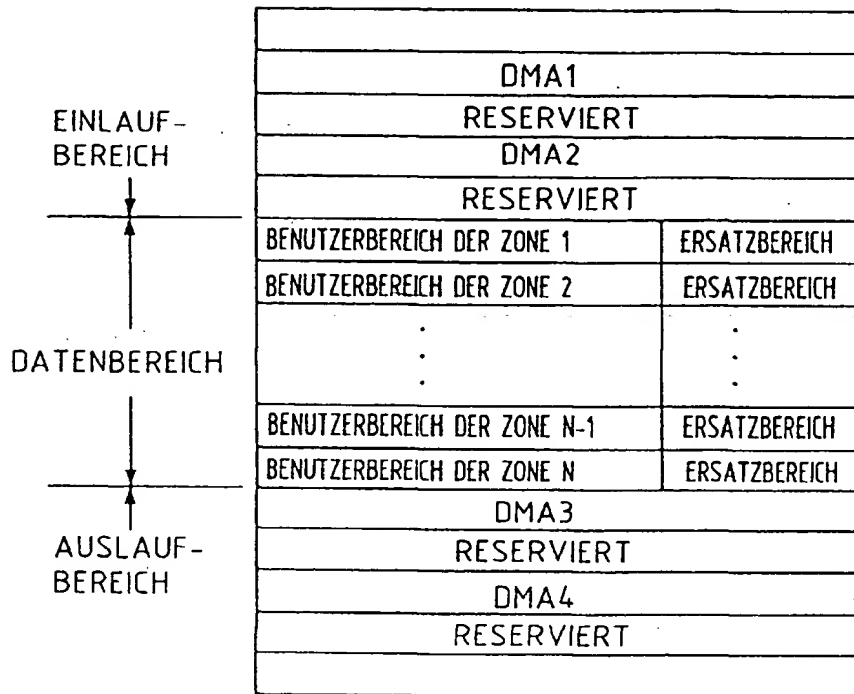 DMA1
RESERVIERT
EINLAUF-
BEREICH
DMA2
RESERVIERT
BENUTZERBEREICH DER ZONE 1 ERSATZBEREICH
BENUTZERBEREICH DER ZONE 2 ERSATZBEREICH
DATENBEREICH
BENUTZERBEREICH DER ZONE N-1 ERSATZBEREICH
BENUTZERBEREICH DER ZONE N ERSATZBEREICH
DMA3
AUSLAUF-
BEREICH
RESERVIERT
DMA4
RESERVIERT